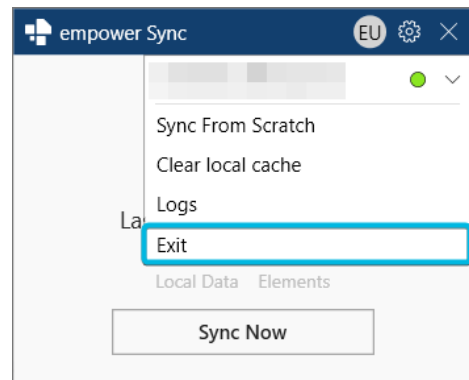 empower Sync EU
Sync From Scratch
Clear local cache
Logs
La
Exit
Local Data Elements
Sync Now